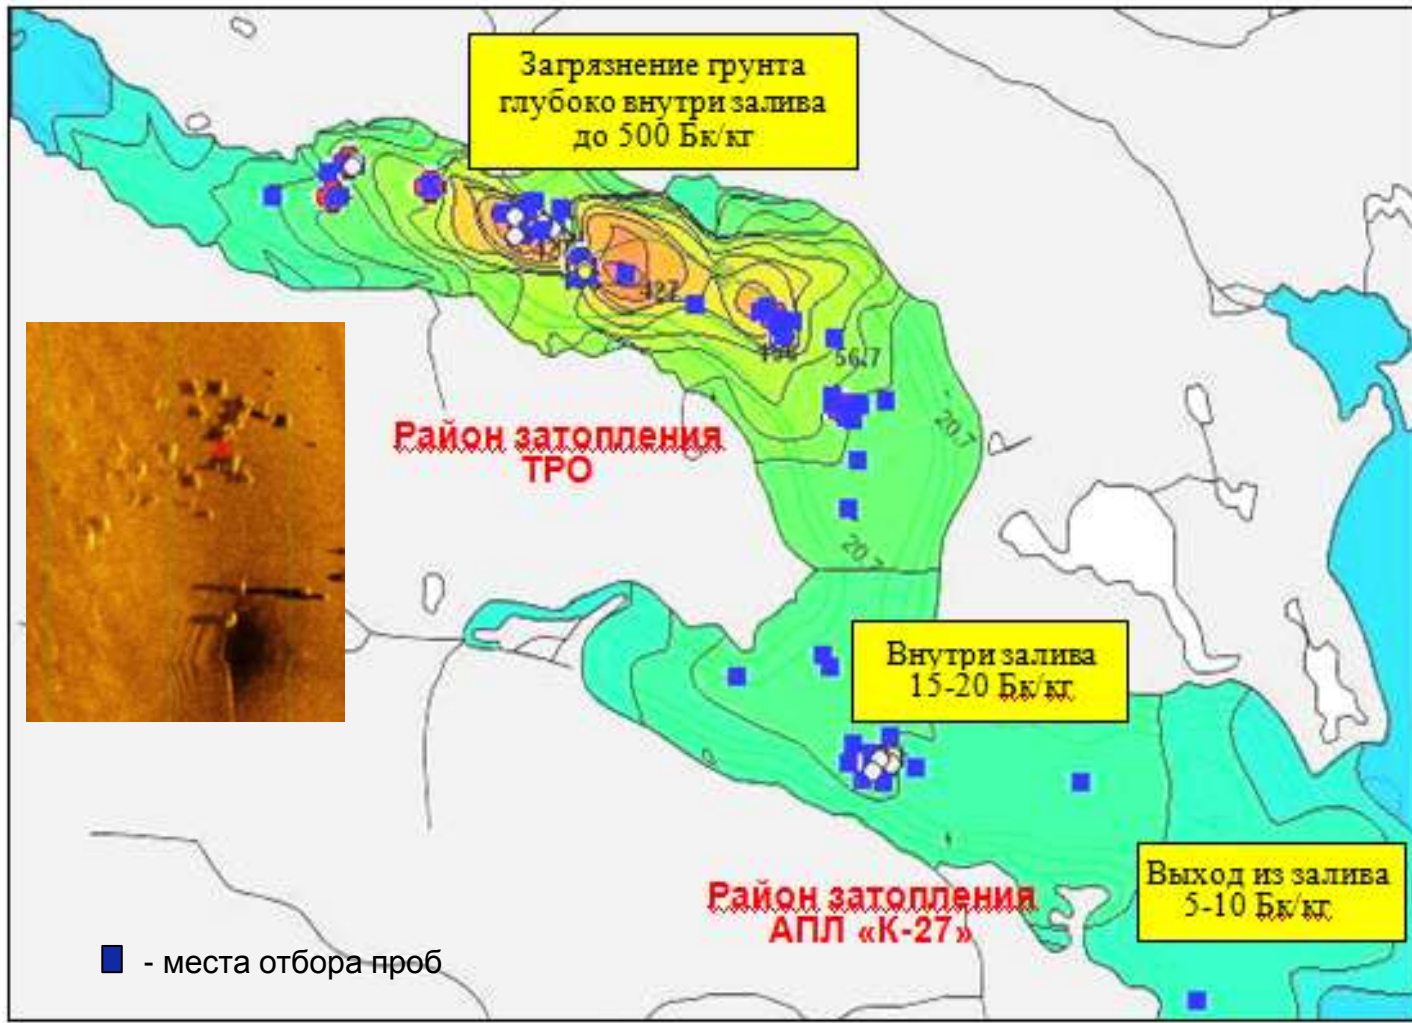 Загрязнение грунта
глубоко внутри залива
до 500 Бк/кг
427
56.7
20.7
Район затопления
ТРО
20.7
Внутри залива
15-20 Бк/кг
Выход из залива
5-10 Бк/кг
Район затопления
АПЛ «К-27»
- места отбора проб